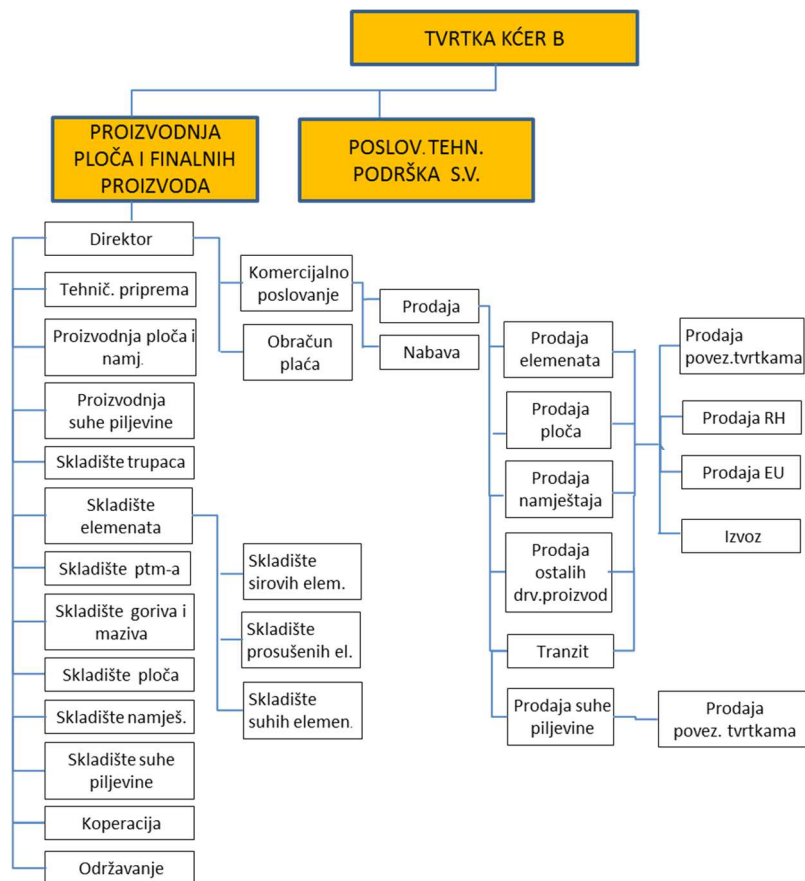 TVRTKA KĆER B
PROIZVODNJA
PLOČA I FINALNIH
PROIZVODA
POSLOV. TEHN.
PODRŠKA S.V.
Direktor
Tehnič. priprema
Proizvodnja ploča i
namj.
Proizvodnja
suhe piljevine
Skladište trupaca
Skladište
elemenata
Skladište ptm-a
Skladište goriva i
maziva
Skladište ploča
Skladište namješ.
Skladište suhe
piljevine
Koperacija
Održavanje
Komercijalno
poslovanje
Obračun
plaća
Skladište
sirovih elem.
Skladište
prosušenih el.
Skladište
suhih elemen.
Prodaja
Nabava
Prodaja
elemenata
Prodaja
ploča
Prodaja
namještaja
Prodaja
ostalih
drv.proizvod
Tranzit
Prodaja suhe
piljevine
Prodaja
povez.tvrtkama
Prodaja RH
Prodaja EU
Izvoz
Prodaja
povez. tvrtkama